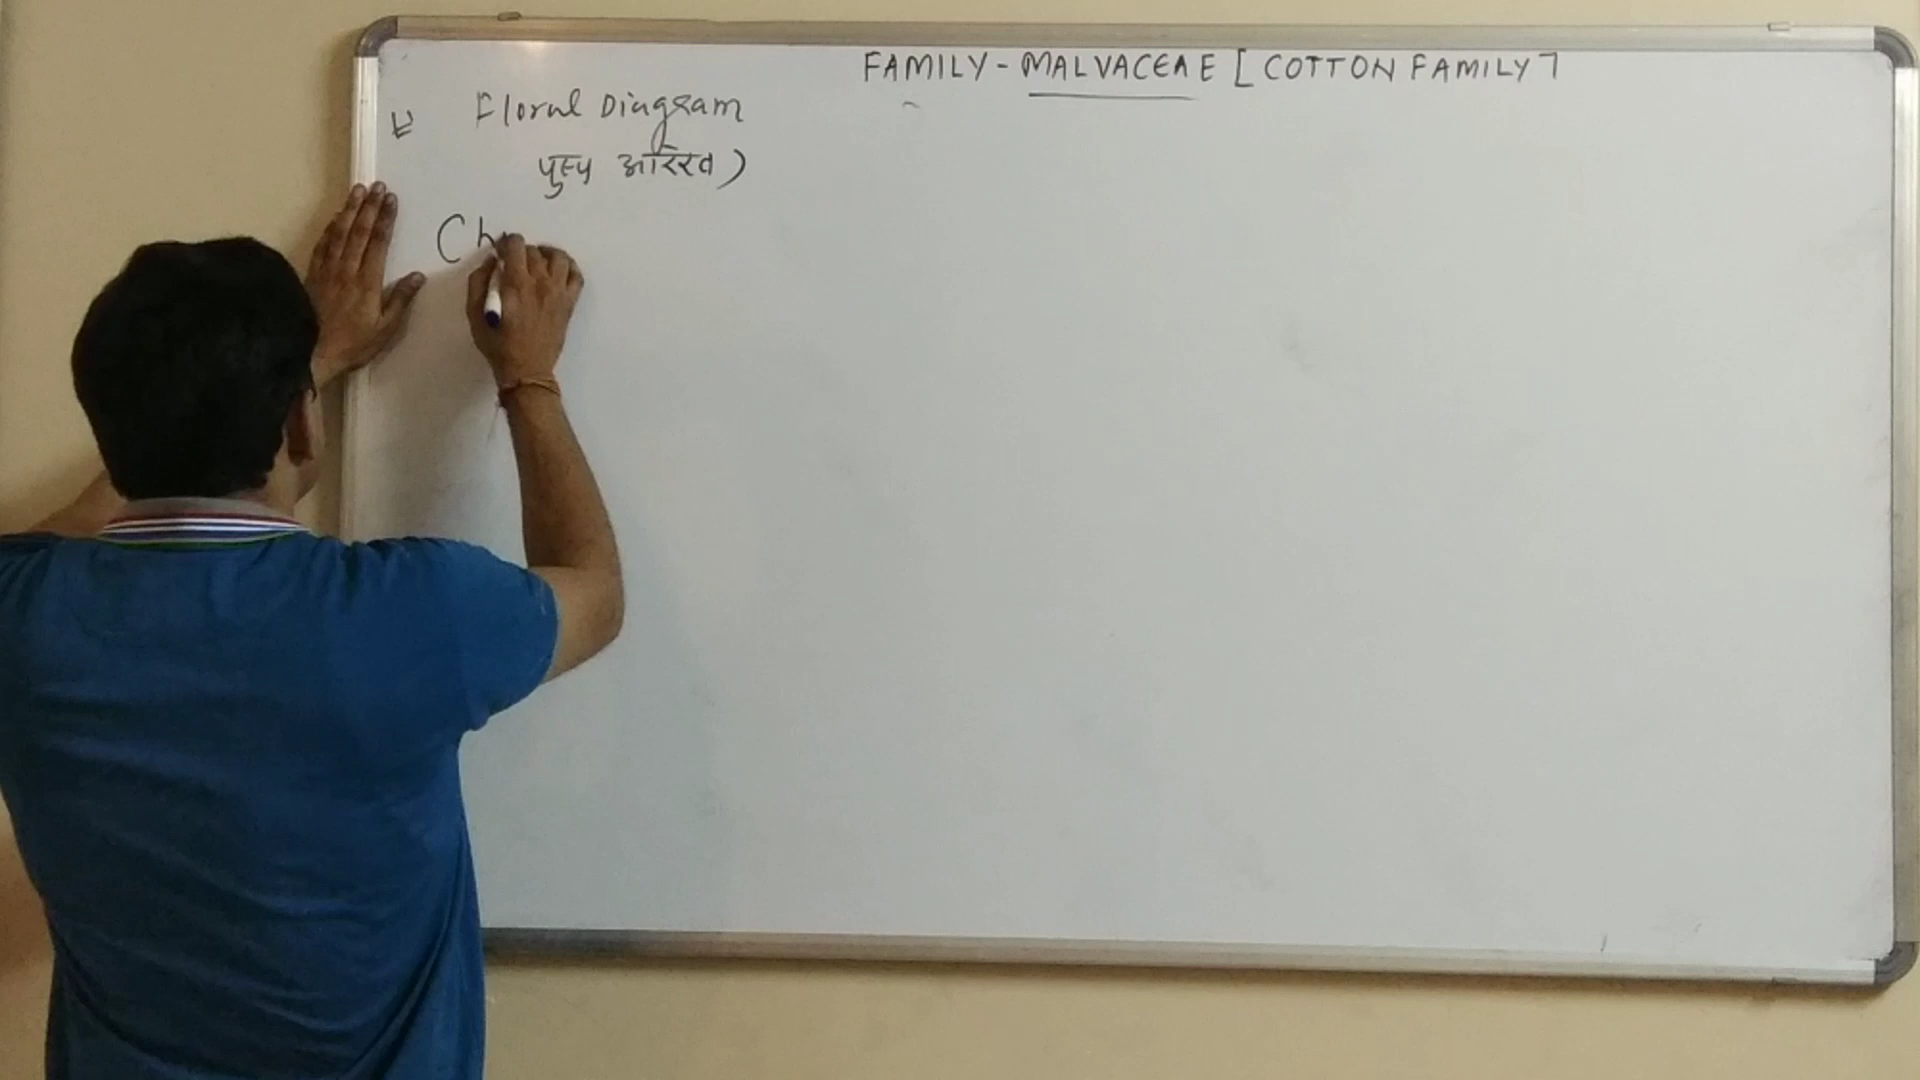 FAMILY - MALVACEAE [COTTON FAMILY]
Floral Diagram
पुष्प आरेख)
Ch